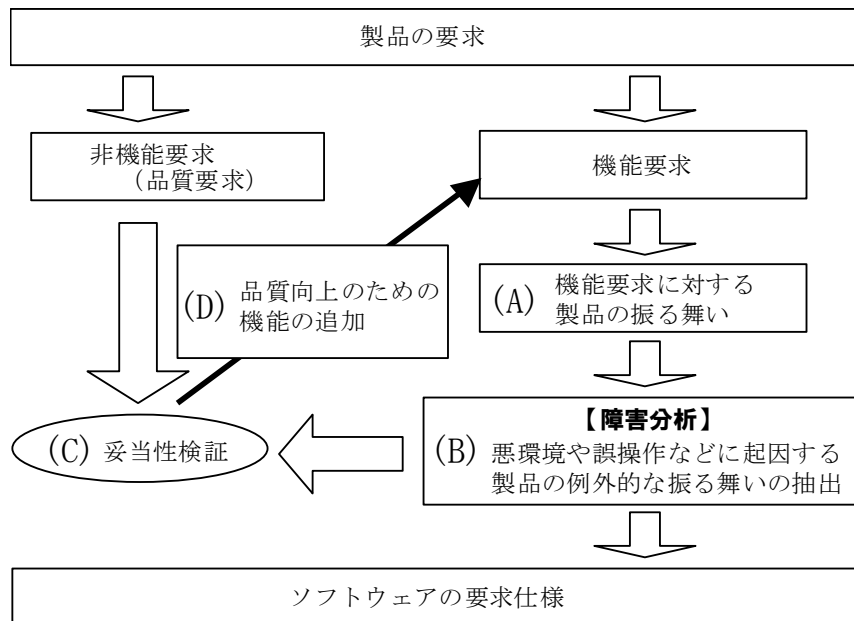 製品の要求
非機能要求
（品質要求）
機能要求
(D) 品質向上のための
機能の追加
(A) 機能要求に対する
製品の振る舞い
(C) 妥当性検証
【障害分析】
(B) 悪環境や誤操作などに起因する
製品の例外的な振る舞いの抽出
ソフトウェアの要求仕様